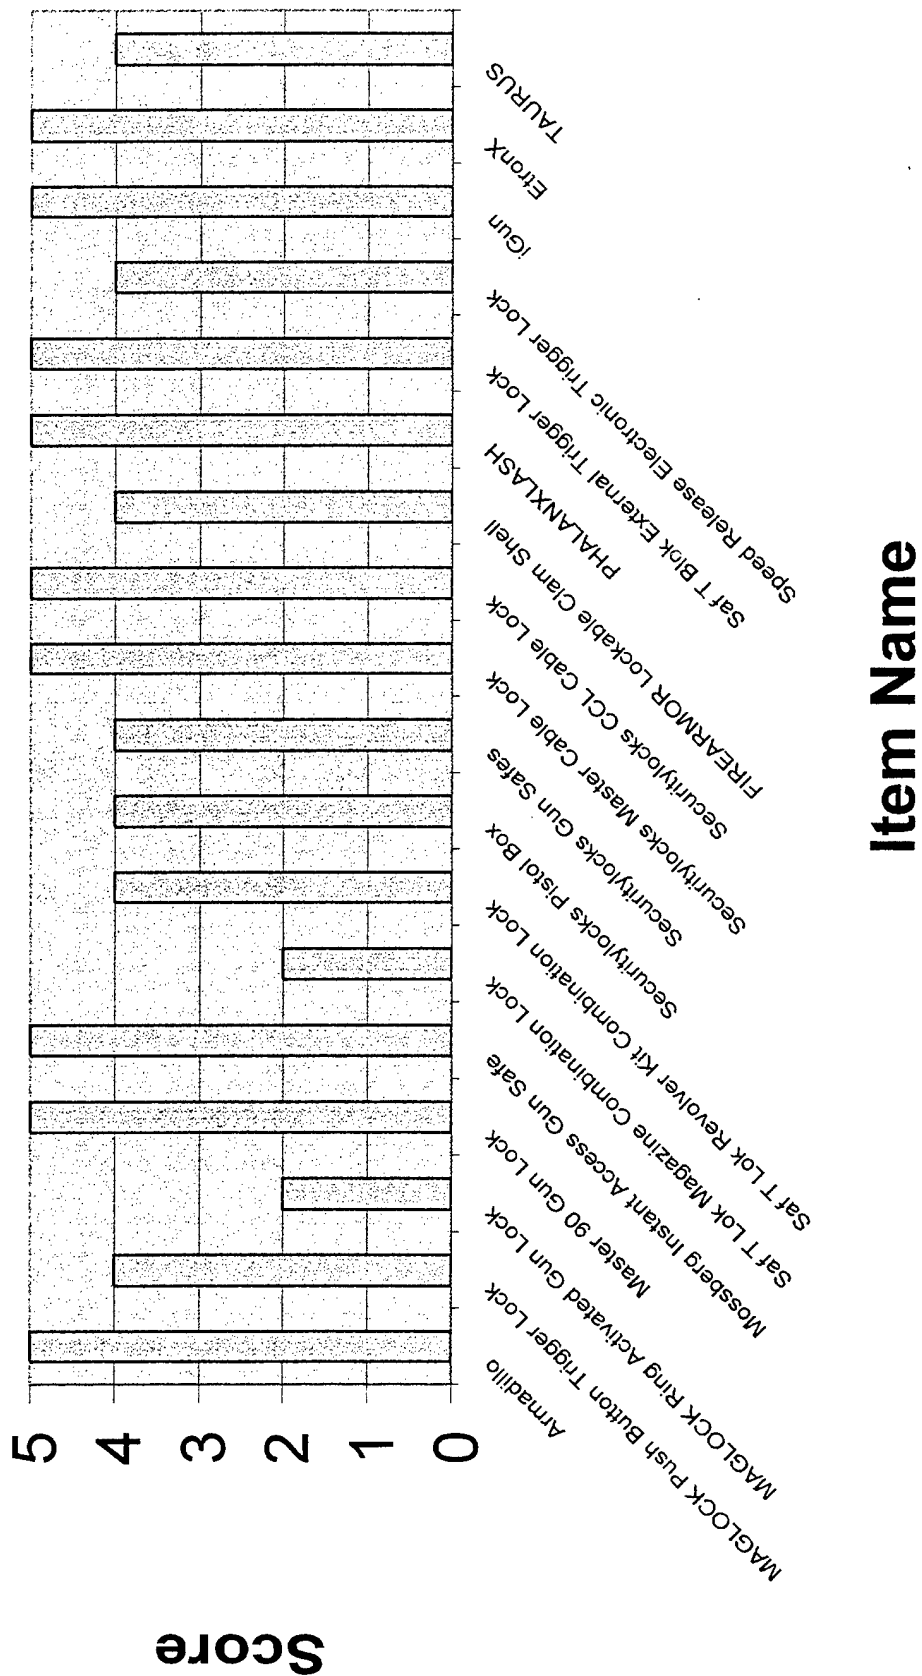 Score
5
4
3
2
1
0
Armadillo
MAGLOCK Push Button Trigger Lock
MAGLOCK Ring Activated Gun Lock
Master 90 Gun Lock
Mossberg Instant Access Gun Safe
Saf T Lok Magazine Combination Lock
Saf T Lok Revolver Kit Combination Lock
Securitylocks Pistol Box
Securitylocks Gun Safes
Securitylocks Master Cable Lock
Securitylocks CCL Cable Lock
FIREARMOR Lockable Clam Shell
PHALANXLASH
Saf T Blok External Trigger Lock
Speed Release Electronic Trigger Lock
iGun
EtronX
TAURUS
Item Name